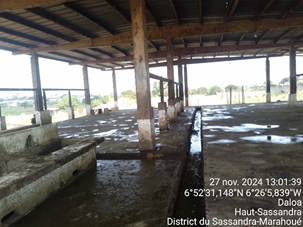 27 nov. 2024 13:01:39
6°52'31,148"N 6°26'5,839"W
Daloa
Haut-Sassandra
District du Sassandra-Marahoué